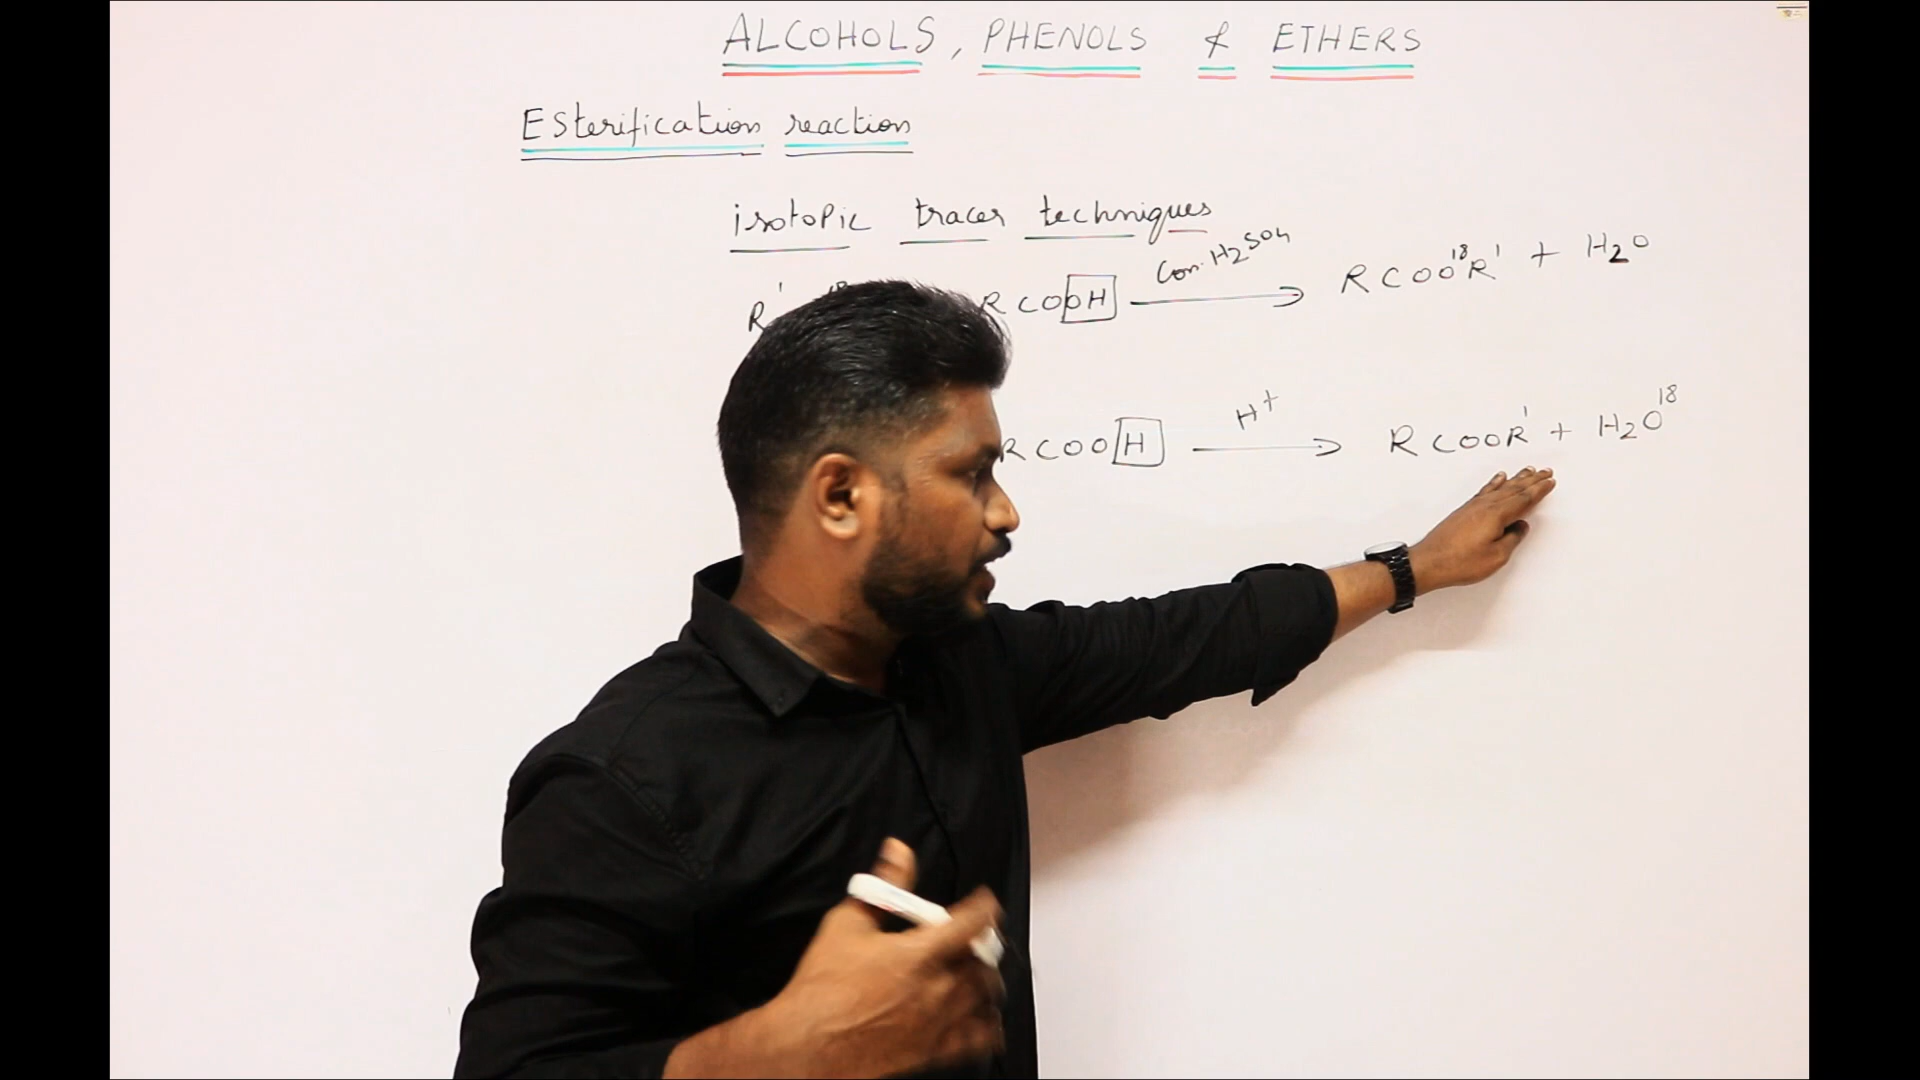 ALCOHOLS, PHENOLS & ETHERS
Esterification reaction
isotopic tracer techniques
R' RCOOH Con. H2SO4 → RCOO¹⁸R' + H2O
RCOOH H⁺ → RCOOR' + H2O¹⁸